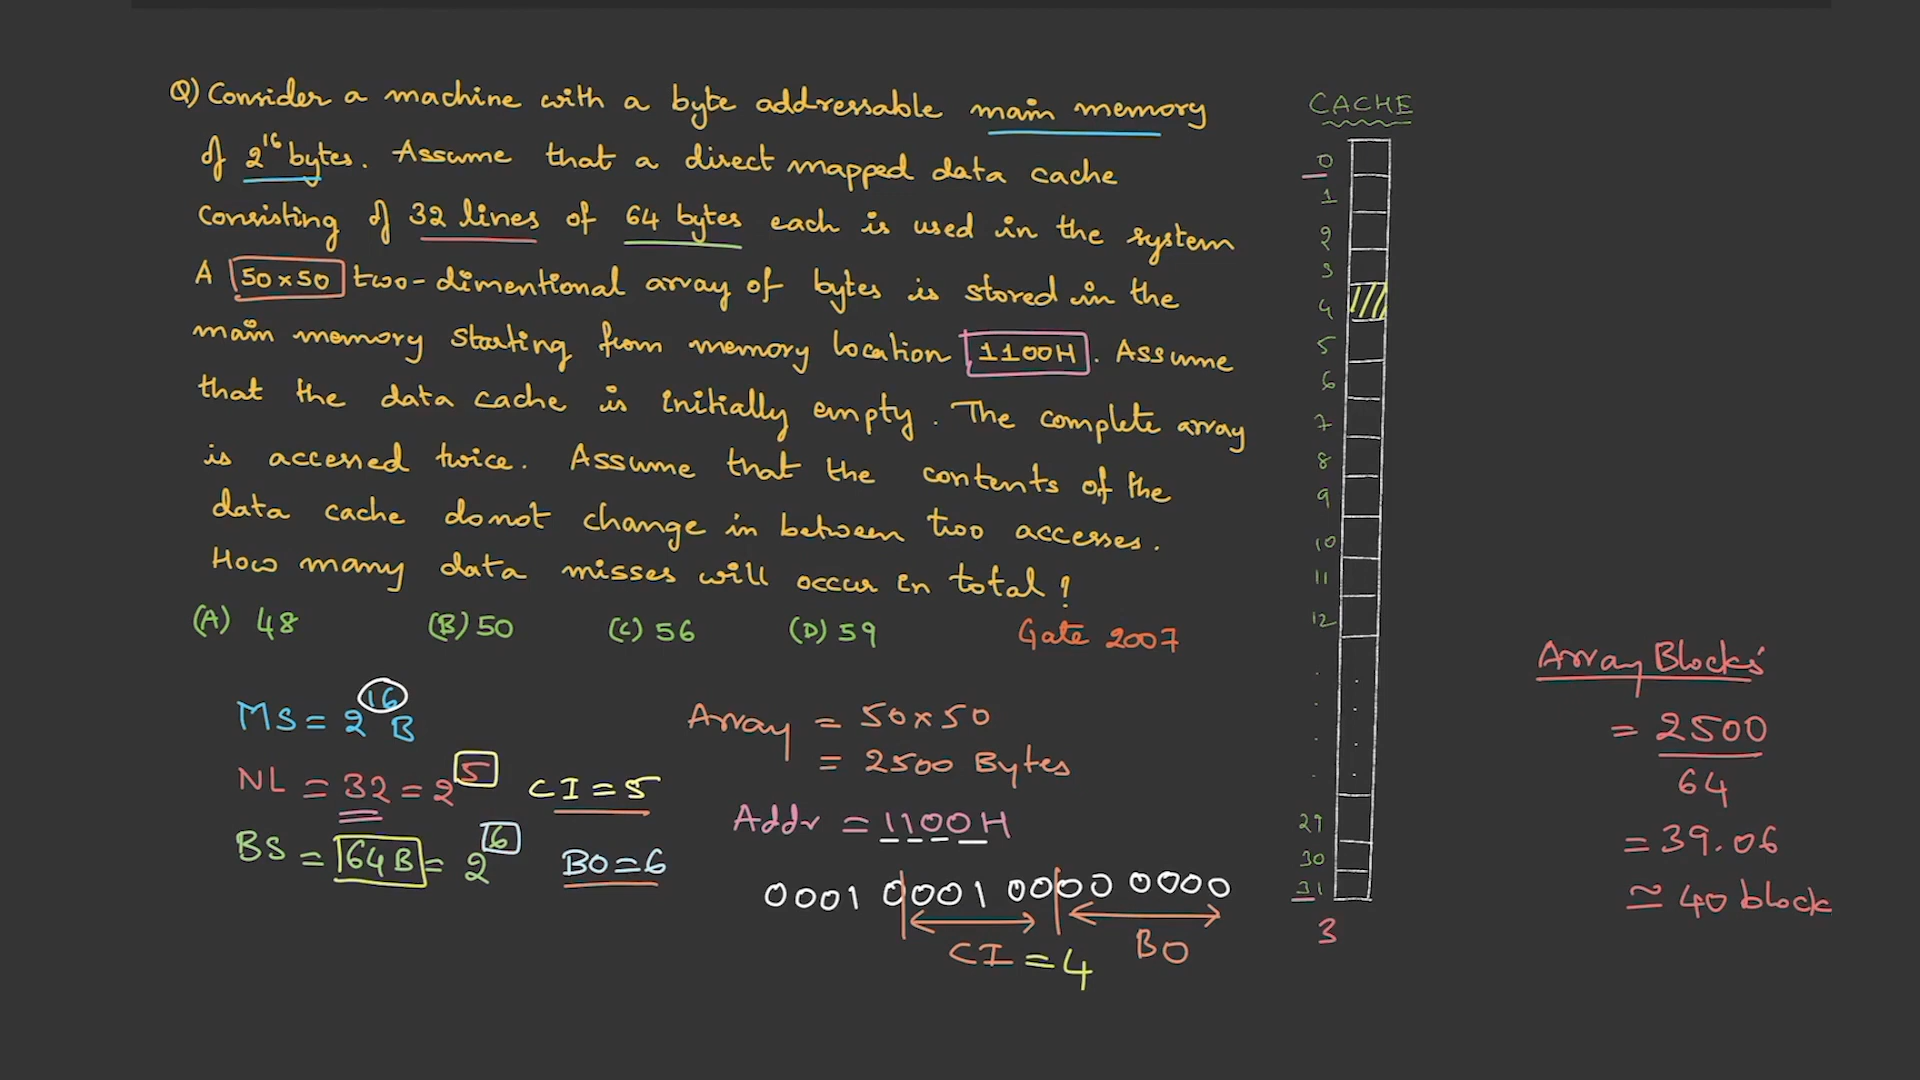 Q) Consider a machine with a byte addressable main memory
of 2^16 bytes. Assume that a direct mapped data cache
consisting of 32 lines of 64 bytes each is used in the system
A 50x50 two-dimentional array of bytes is stored in the
main memory starting from memory location 1100H. Assume
that the data cache is initially empty. The complete array
is accessed twice. Assume that the contents of the
data cache donot change in between two accesses.
How many data misses will occur in total?
(A) 48 (B) 50 (C) 56 (D) 59 Gate 2007
MS = 2^16 B
NL = 32 = 2^5 CI = 5
BS = 64B = 2^6 BO = 6
Array = 50x50
= 2500 Bytes
Addr = 1100H
0001 0001 0000 0000
CI = 4 BO
CACHE
0
1
2
3
4
5
6
7
8
9
10
11
12
29
30
31
3
Array Blocks
= 2500
64
= 39.06
≅ 40 block